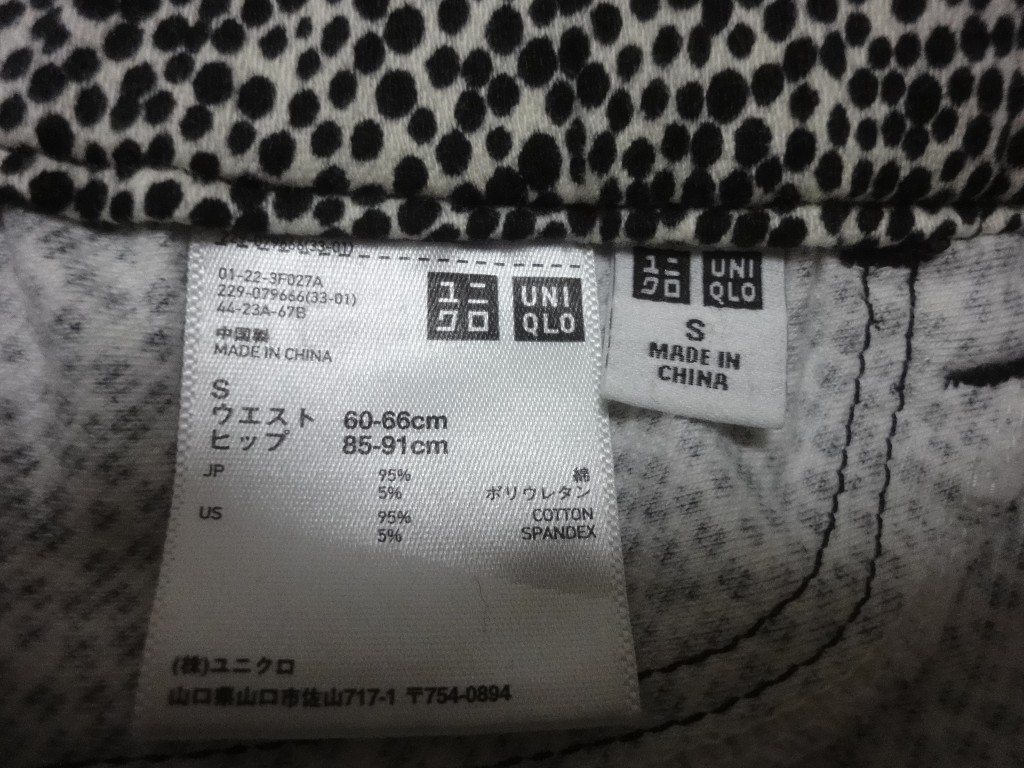 01-22-3F027A
229-079666(33-01)
44-23A-67B
中国製
MADE IN CHINA
ユニ UNI
クロ QLO
S
ウエスト 60-66cm
ヒップ 85-91cm
JP 95% 綿
5% ポリウレタン
US 95% COTTON
5% SPANDEX
(株)ユニクロ
山口県山口市佐山717-1 〒754-0894
ユニ UNI
クロ QLO
S
MADE IN
CHINA